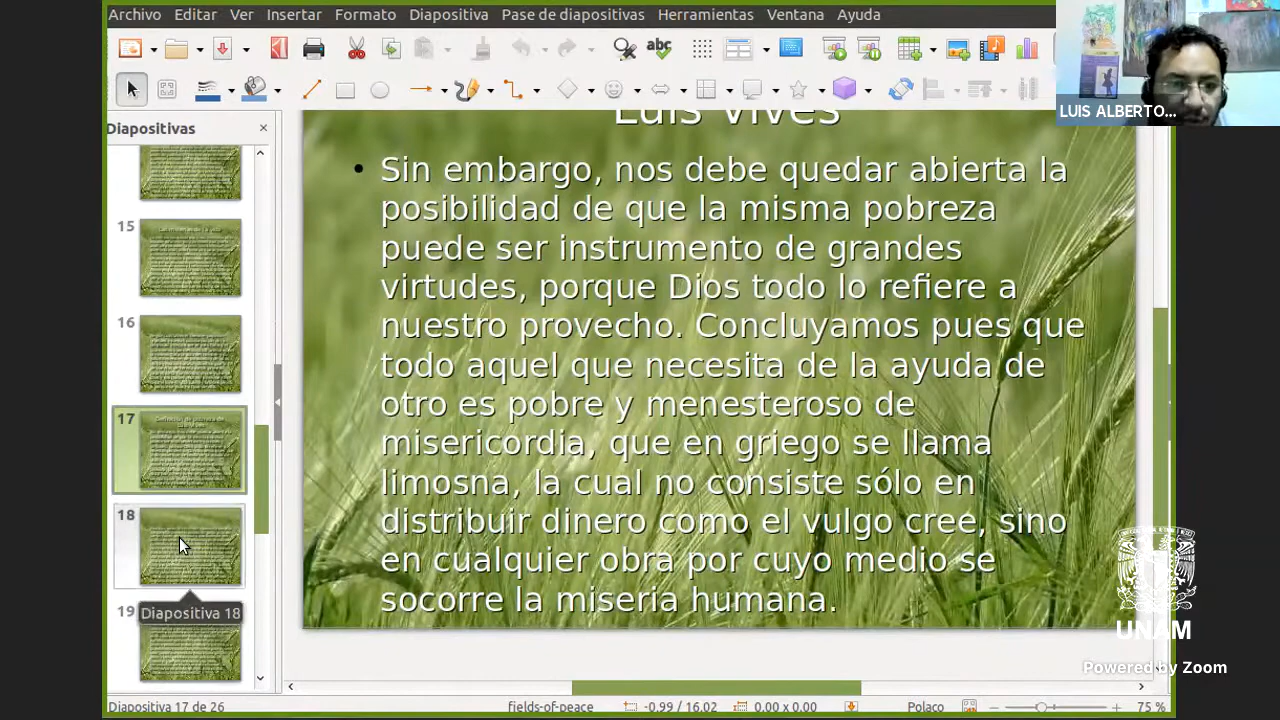 Archivo Editar Ver Insertar Formato Diapositiva Pase de diapositivas Herramientas Ventana Ayuda
abc
LUIS ALBERTO...
Diapositivas
15
16
17
18
Diapositiva 18
19
Luis Vives
Sin embargo, nos debe quedar abierta la
posibilidad de que la misma pobreza
puede ser instrumento de grandes
virtudes, porque Dios todo lo refiere a
nuestro provecho. Concluyamos pues que
todo aquel que necesita de la ayuda de
otro es pobre y menesteroso de
misericordia, que en griego se llama
limosna, la cual no consiste sólo en
distribuir dinero como el vulgo cree, sino
en cualquier obra por cuyo medio se
socorre la miseria humana.
UNAM
Powered by Zoom
Diapositiva 17 de 26 fields-of-peace -0.99 / 16.02 0.00 x 0.00 Polaco 75 %